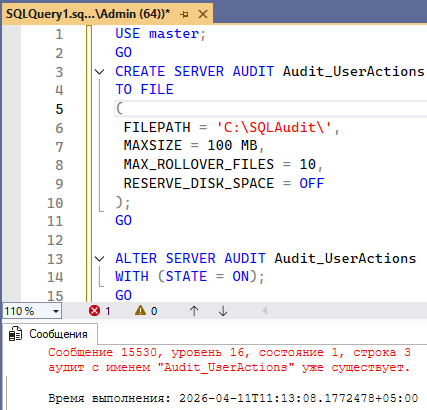 SQLQuery1.sq...\Admin (64))*
1 USE master;
2 GO
3 CREATE SERVER AUDIT Audit_UserActions
4 TO FILE
5 (
6 FILEPATH = 'C:\SQLAudit\',
7 MAXSIZE = 100 MB,
8 MAX_ROLLOVER_FILES = 10,
9 RESERVE_DISK_SPACE = OFF
10 );
11 GO
12
13 ALTER SERVER AUDIT Audit_UserActions
14 WITH (STATE = ON);
15 GO
110 % 1 0
Сообщения
Сообщение 15530, уровень 16, состояние 1, строка 3
аудит с именем "Audit_UserActions" уже существует.
Время выполнения: 2026-04-11T11:13:08.1772478+05:00